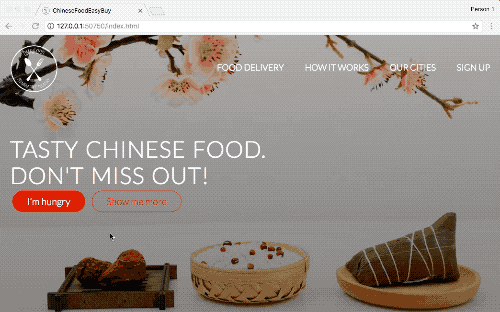 ChineseFoodEasyBuy
Person 1
127.0.0.1:50760/index.html
FOOD DELIVERY
HOW IT WORKS
OUR CITIES
SIGN UP
TASTY CHINESE FOOD.
DON'T MISS OUT!
I'm hungry
Show me more